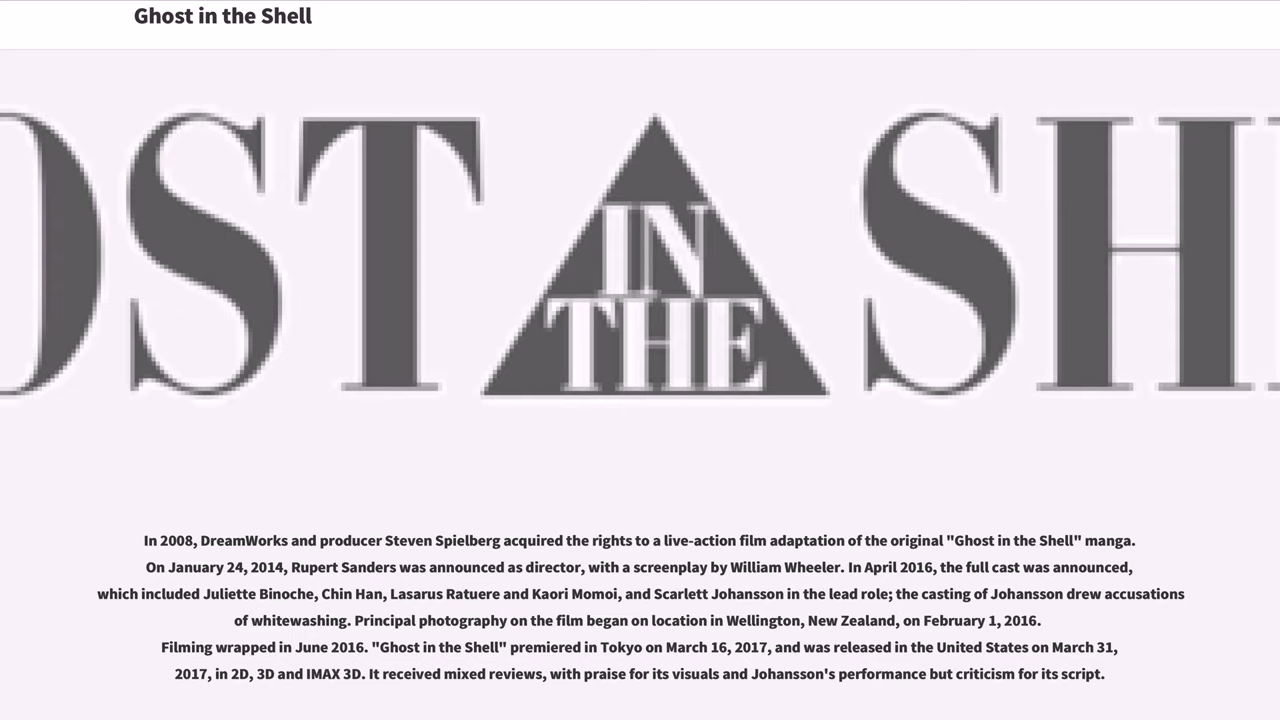 Ghost in the Shell
OST IN THE SH
In 2008, DreamWorks and producer Steven Spielberg acquired the rights to a live-action film adaptation of the original "Ghost in the Shell" manga.
On January 24, 2014, Rupert Sanders was announced as director, with a screenplay by William Wheeler. In April 2016, the full cast was announced,
which included Juliette Binoche, Chin Han, Lasarus Ratuere and Kaori Momoi, and Scarlett Johansson in the lead role; the casting of Johansson drew accusations
of whitewashing. Principal photography on the film began on location in Wellington, New Zealand, on February 1, 2016.
Filming wrapped in June 2016. "Ghost in the Shell" premiered in Tokyo on March 16, 2017, and was released in the United States on March 31,
2017, in 2D, 3D and IMAX 3D. It received mixed reviews, with praise for its visuals and Johansson's performance but criticism for its script.